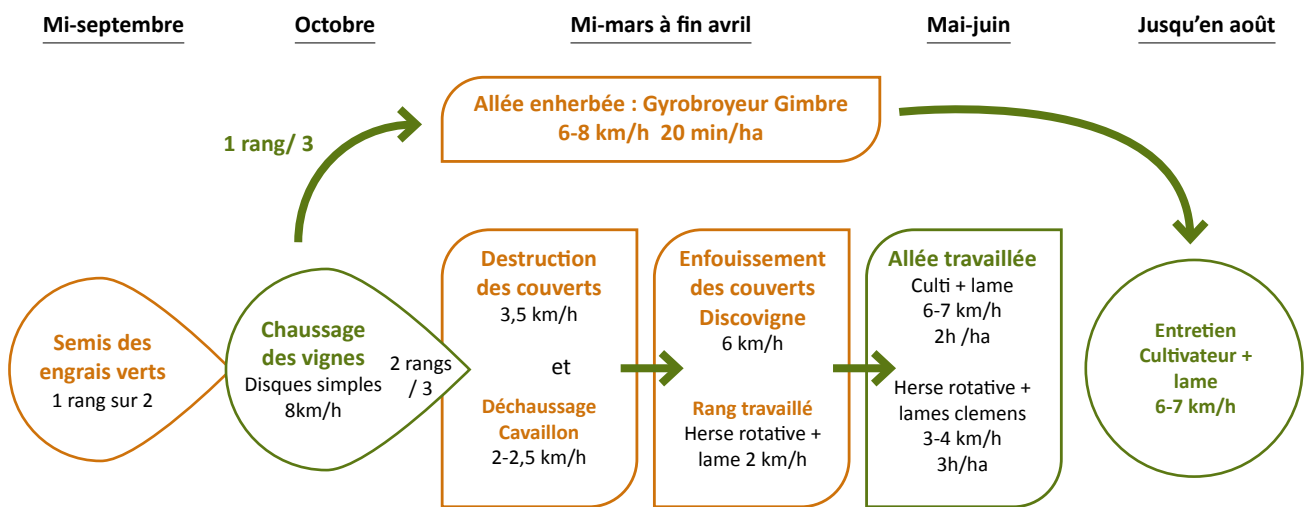 Mi-septembre
Octobre
Mi-mars à fin avril
Mai-juin
Jusqu'en août
Allée enherbée : Gyrobroyeur Gimbre
6-8 km/h 20 min/ha
1 rang/ 3
Semis des
engrais verts
1 rang sur 2
Chaussage
des vignes
Disques simples
8km/h
2 rangs
/ 3
Destruction
des couverts
3,5 km/h
et
Déchaussage
Cavaillon
2-2,5 km/h
Enfouissement
des couverts
Discovigne
6 km/h
Rang travaillé
Herse rotative +
lame 2 km/h
Allée travaillée
Culti + lame
6-7 km/h
2h /ha
Herse rotative +
lames clemens
3-4 km/h
3h/ha
Entretien
Cultivateur +
lame
6-7 km/h